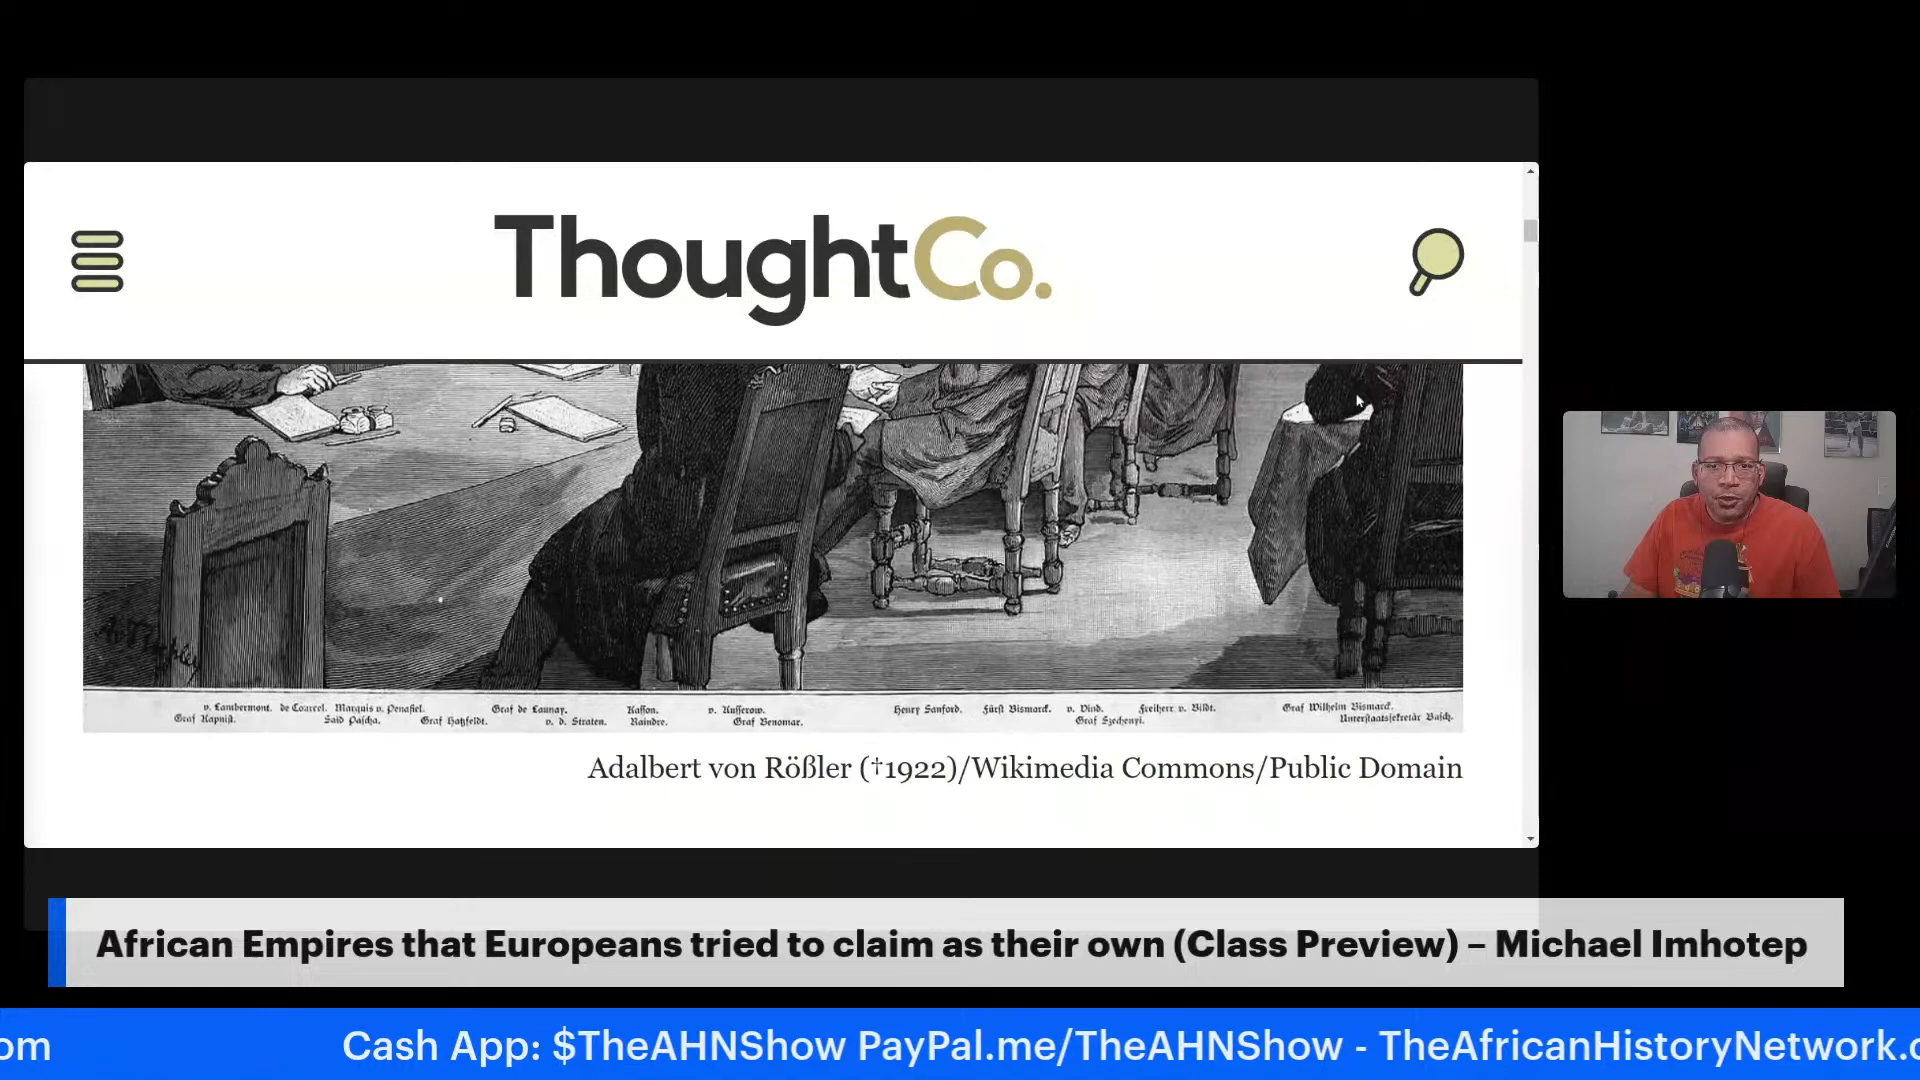 ThoughtCo.
v. Lambermont. de Courcel. Marquis v. Penafiel. Graf de Launay. Kasson. v. Kusserow. Henry Sanford. Fürst Bismarck. v. Vind. Freiherr v. Bildt. Graf Wilhelm Bismarck.
Graf Kapnist. Saïd Pascha. Graf Hatzfeldt. v. d. Straten. Raindre. Graf Benomar. Graf Szechenyi. Unterstaatssekretär Busch.
Adalbert von Rößler (†1922)/Wikimedia Commons/Public Domain
African Empires that Europeans tried to claim as their own (Class Preview) – Michael Imhotep
om Cash App: $TheAHNShow PayPal.me/TheAHNShow - TheAfricanHistoryNetwork.c